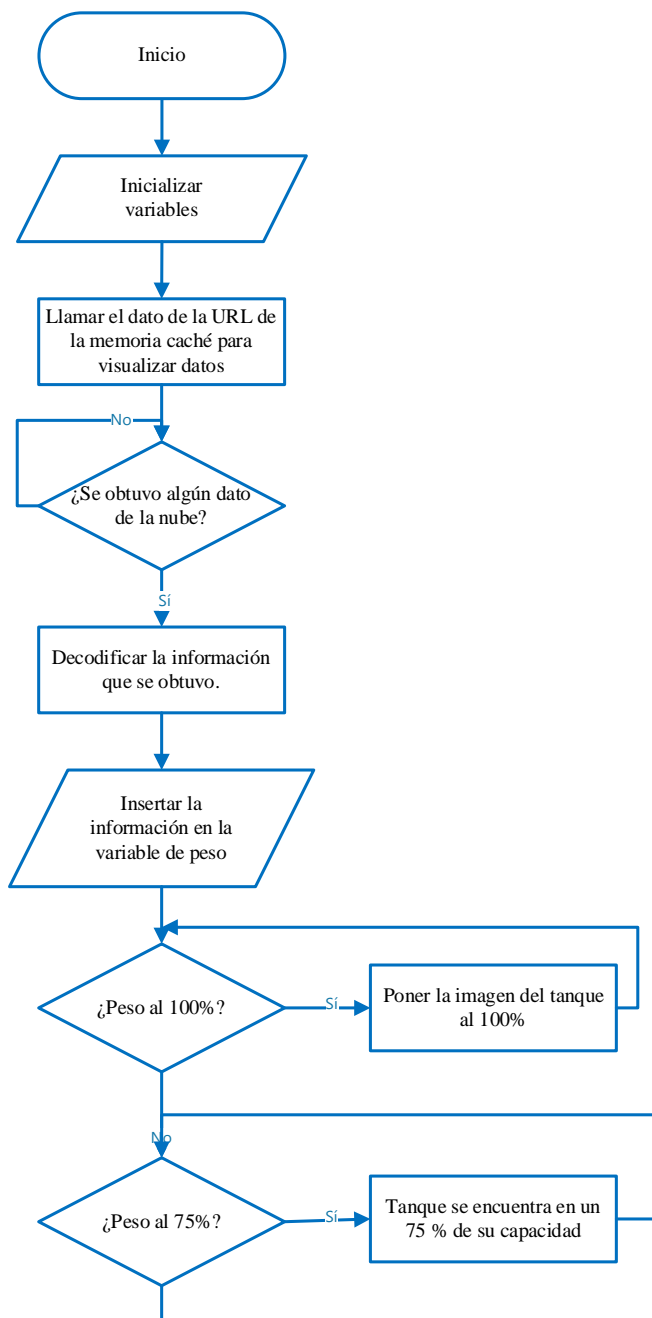 Inicio
Inicializar
variables
Llamar el dato de la URL de
la memoria caché para
visualizar datos
No
¿Se obtuvo algún dato
de la nube?
Sí
Decodificar la información
que se obtuvo.
Insertar la
información en la
variable de peso
¿Peso al 100%?
Sí
Poner la imagen del tanque
al 100%
No
¿Peso al 75%?
Sí
Tanque se encuentra en un
75 % de su capacidad